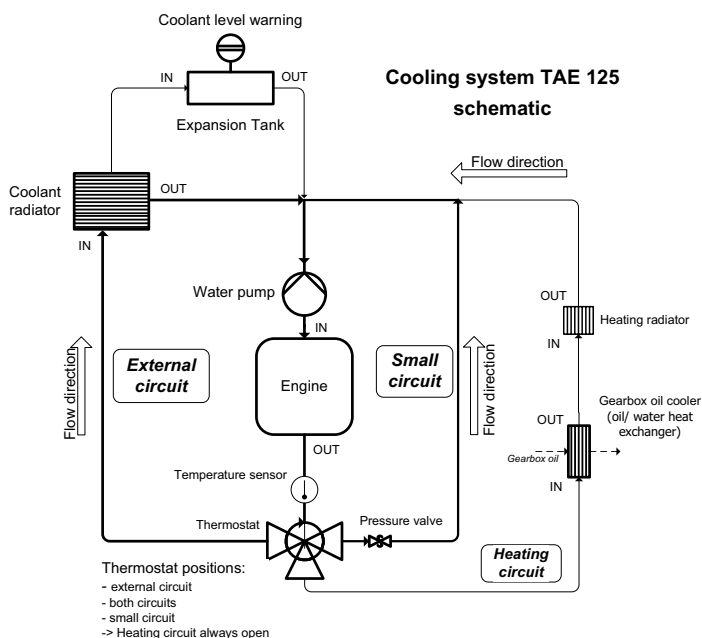 Coolant level warning
IN
OUT
Expansion Tank
Cooling system TAE 125
schematic
Flow direction
Coolant
radiator
OUT
IN
Water pump
IN
OUT
Heating radiator
IN
External
circuit
Small
circuit
Flow direction
Flow direction
Engine
OUT
Gearbox oil cooler
(oil/ water heat
exchanger)
OUT
Gearbox oil
IN
Temperature sensor
Thermostat
Pressure valve
Heating
circuit
Thermostat positions:
- external circuit
- both circuits
- small circuit
-> Heating circuit always open